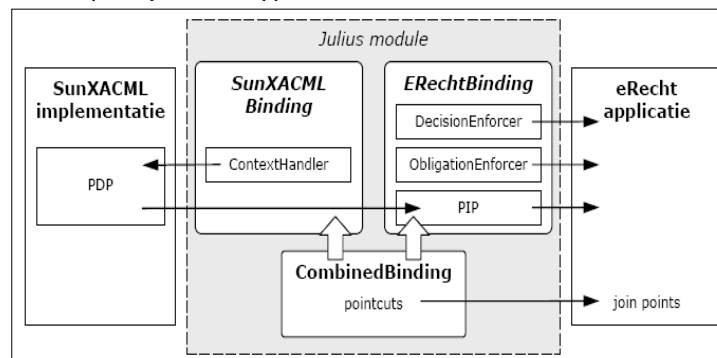 Julius module
SunXACML
implementatie
PDP
SunXACML
Binding
ContextHandler
ERechtBinding
DecisionEnforcer
ObligationEnforcer
PIP
eRecht
applicatie
CombinedBinding
pointcuts
join points